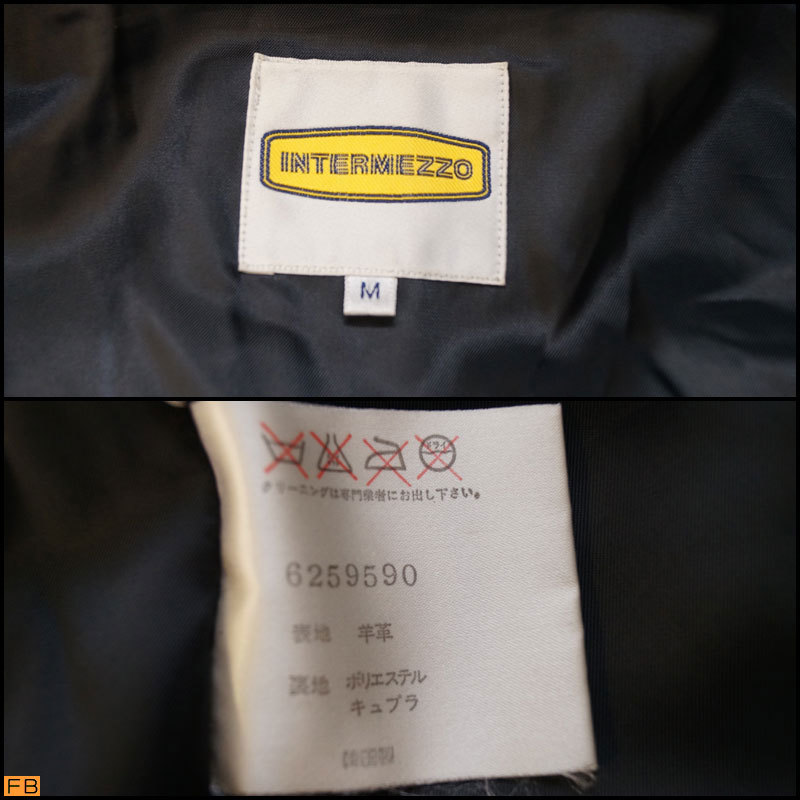 INTERMEZZO
M
ドライ
クリーニングは専門業者にお出し下さい。
6259590
表地 羊革
裏地 ポリエステル
キュプラ
FB